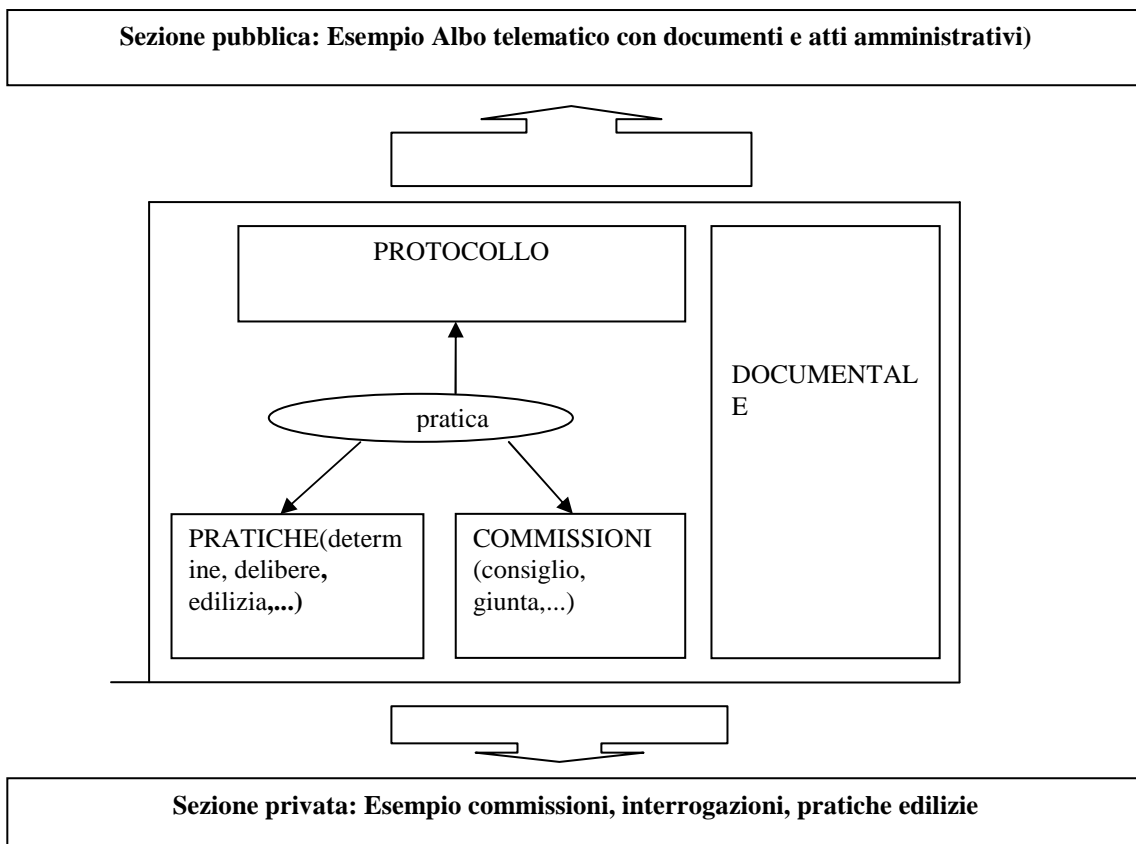 Sezione pubblica: Esempio Albo telematico con documenti e atti amministrativi)
PROTOCOLLO
DOCUMENTAL
E
pratica
PRATICHE(determ
ine, delibere,
edilizia,...)
COMMISSIONI
(consiglio,
giunta,...)
Sezione privata: Esempio commissioni, interrogazioni, pratiche edilizie